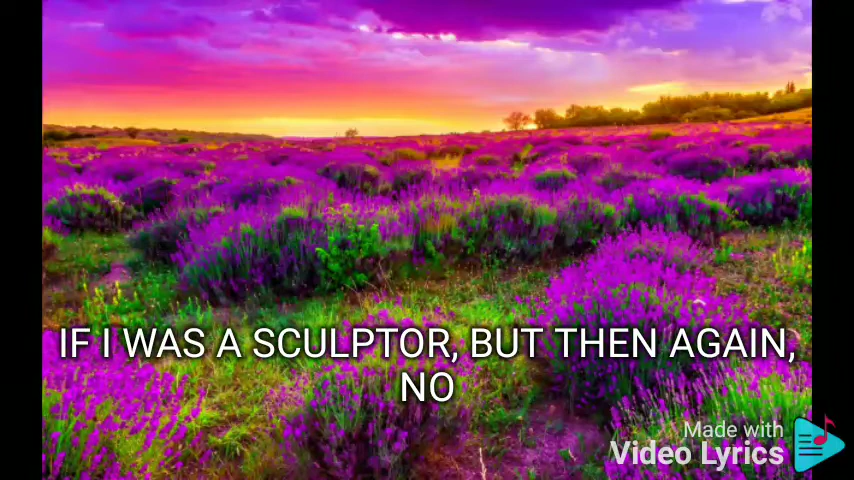 IF I WAS A SCULPTOR, BUT THEN AGAIN,
NO
Made with
Video Lyrics